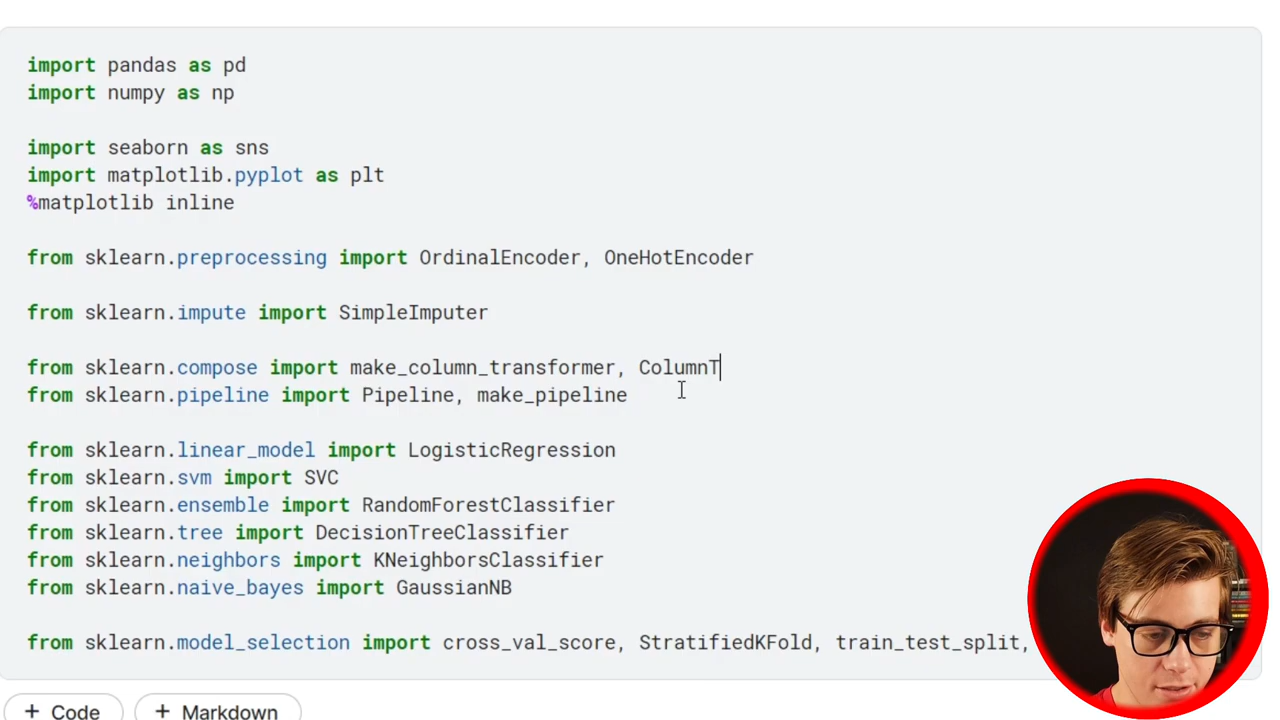 import pandas as pd
import numpy as np
import seaborn as sns
import matplotlib.pyplot as plt
%matplotlib inline
from sklearn.preprocessing import OrdinalEncoder, OneHotEncoder
from sklearn.impute import SimpleImputer
from sklearn.compose import make_column_transformer, ColumnT
from sklearn.pipeline import Pipeline, make_pipeline
from sklearn.linear_model import LogisticRegression
from sklearn.svm import SVC
from sklearn.ensemble import RandomForestClassifier
from sklearn.tree import DecisionTreeClassifier
from sklearn.neighbors import KNeighborsClassifier
from sklearn.naive_bayes import GaussianNB
from sklearn.model_selection import cross_val_score, StratifiedKFold, train_test_split,
+ Code + Markdown